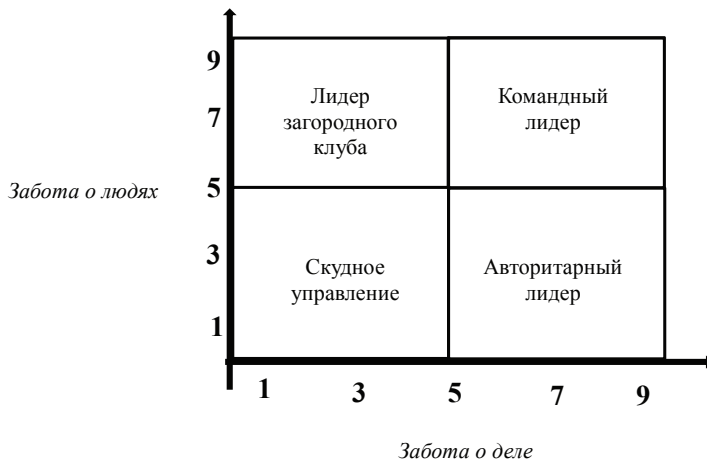 9
Лидер
загородного
клуба
Командный
лидер
7
Забота о людях
5
3
Скудное
управление
Авторитарный
лидер
1
1 3 5 7 9
Забота о деле